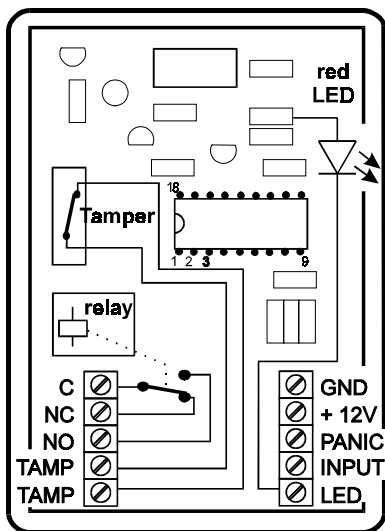 red
LED
18
Tamper
1 2 3 9
relay
C
NC
NO
TAMP
TAMP
GND
+ 12V
PANIC
INPUT
LED